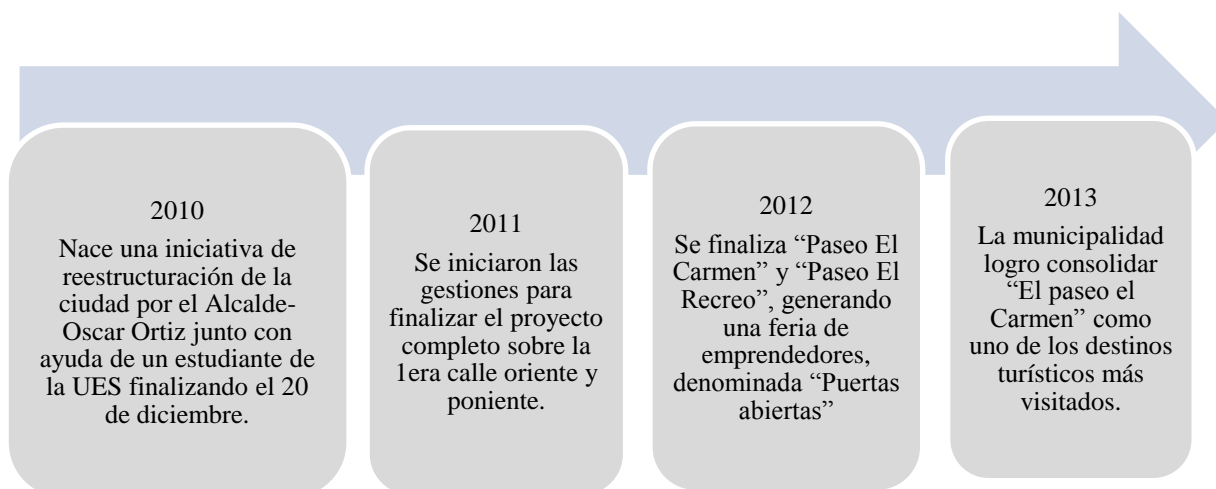 2010
Nace una iniciativa de
reestructuración de la
ciudad por el Alcalde-
Oscar Ortiz junto con
ayuda de un estudiante de
la UES finalizando el 20
de diciembre.
2011
Se iniciaron las
gestiones para
finalizar el proyecto
completo sobre la
1era calle oriente y
poniente.
2012
Se finaliza “Paseo El
Carmen” y “Paseo El
Recreo”, generando
una feria de
emprendedores,
denominada “Puertas
abiertas”
2013
La municipalidad
logro consolidar
“El paseo el
Carmen” como
uno de los destinos
turísticos más
visitados.